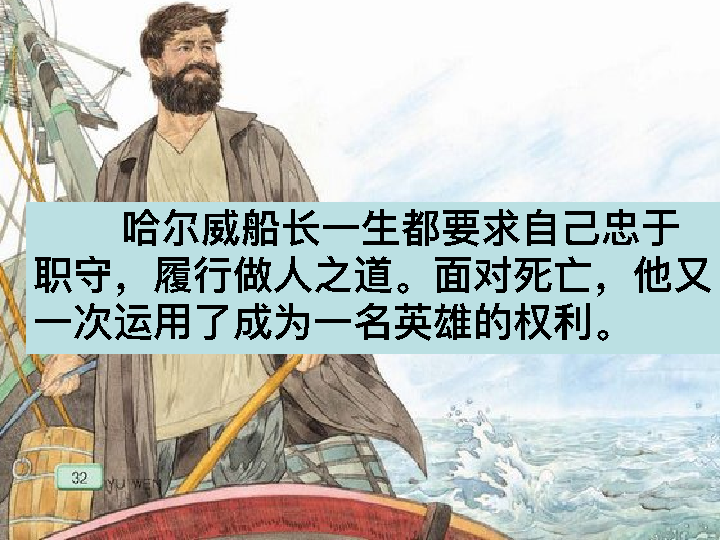 哈尔威船长一生都要求自己忠于
职守，履行做人之道。面对死亡，他又
一次运用了成为一名英雄的权利。
32
YU WEN